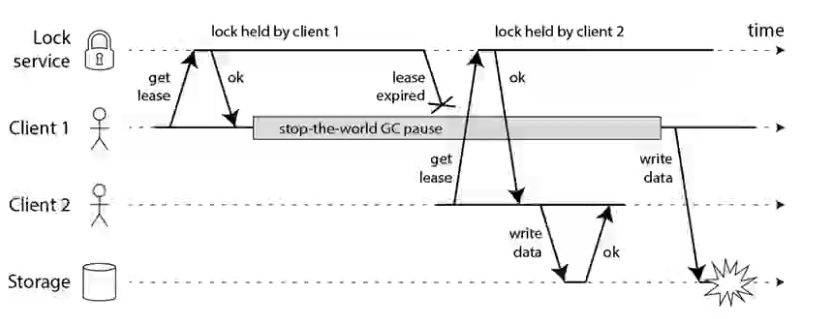 lock held by client 1
lock held by client 2
time
Lock
service
get
lease
ok
lease
expired
ok
Client 1
stop-the-world GC pause
get
lease
write
data
Client 2
write
data
ok
Storage